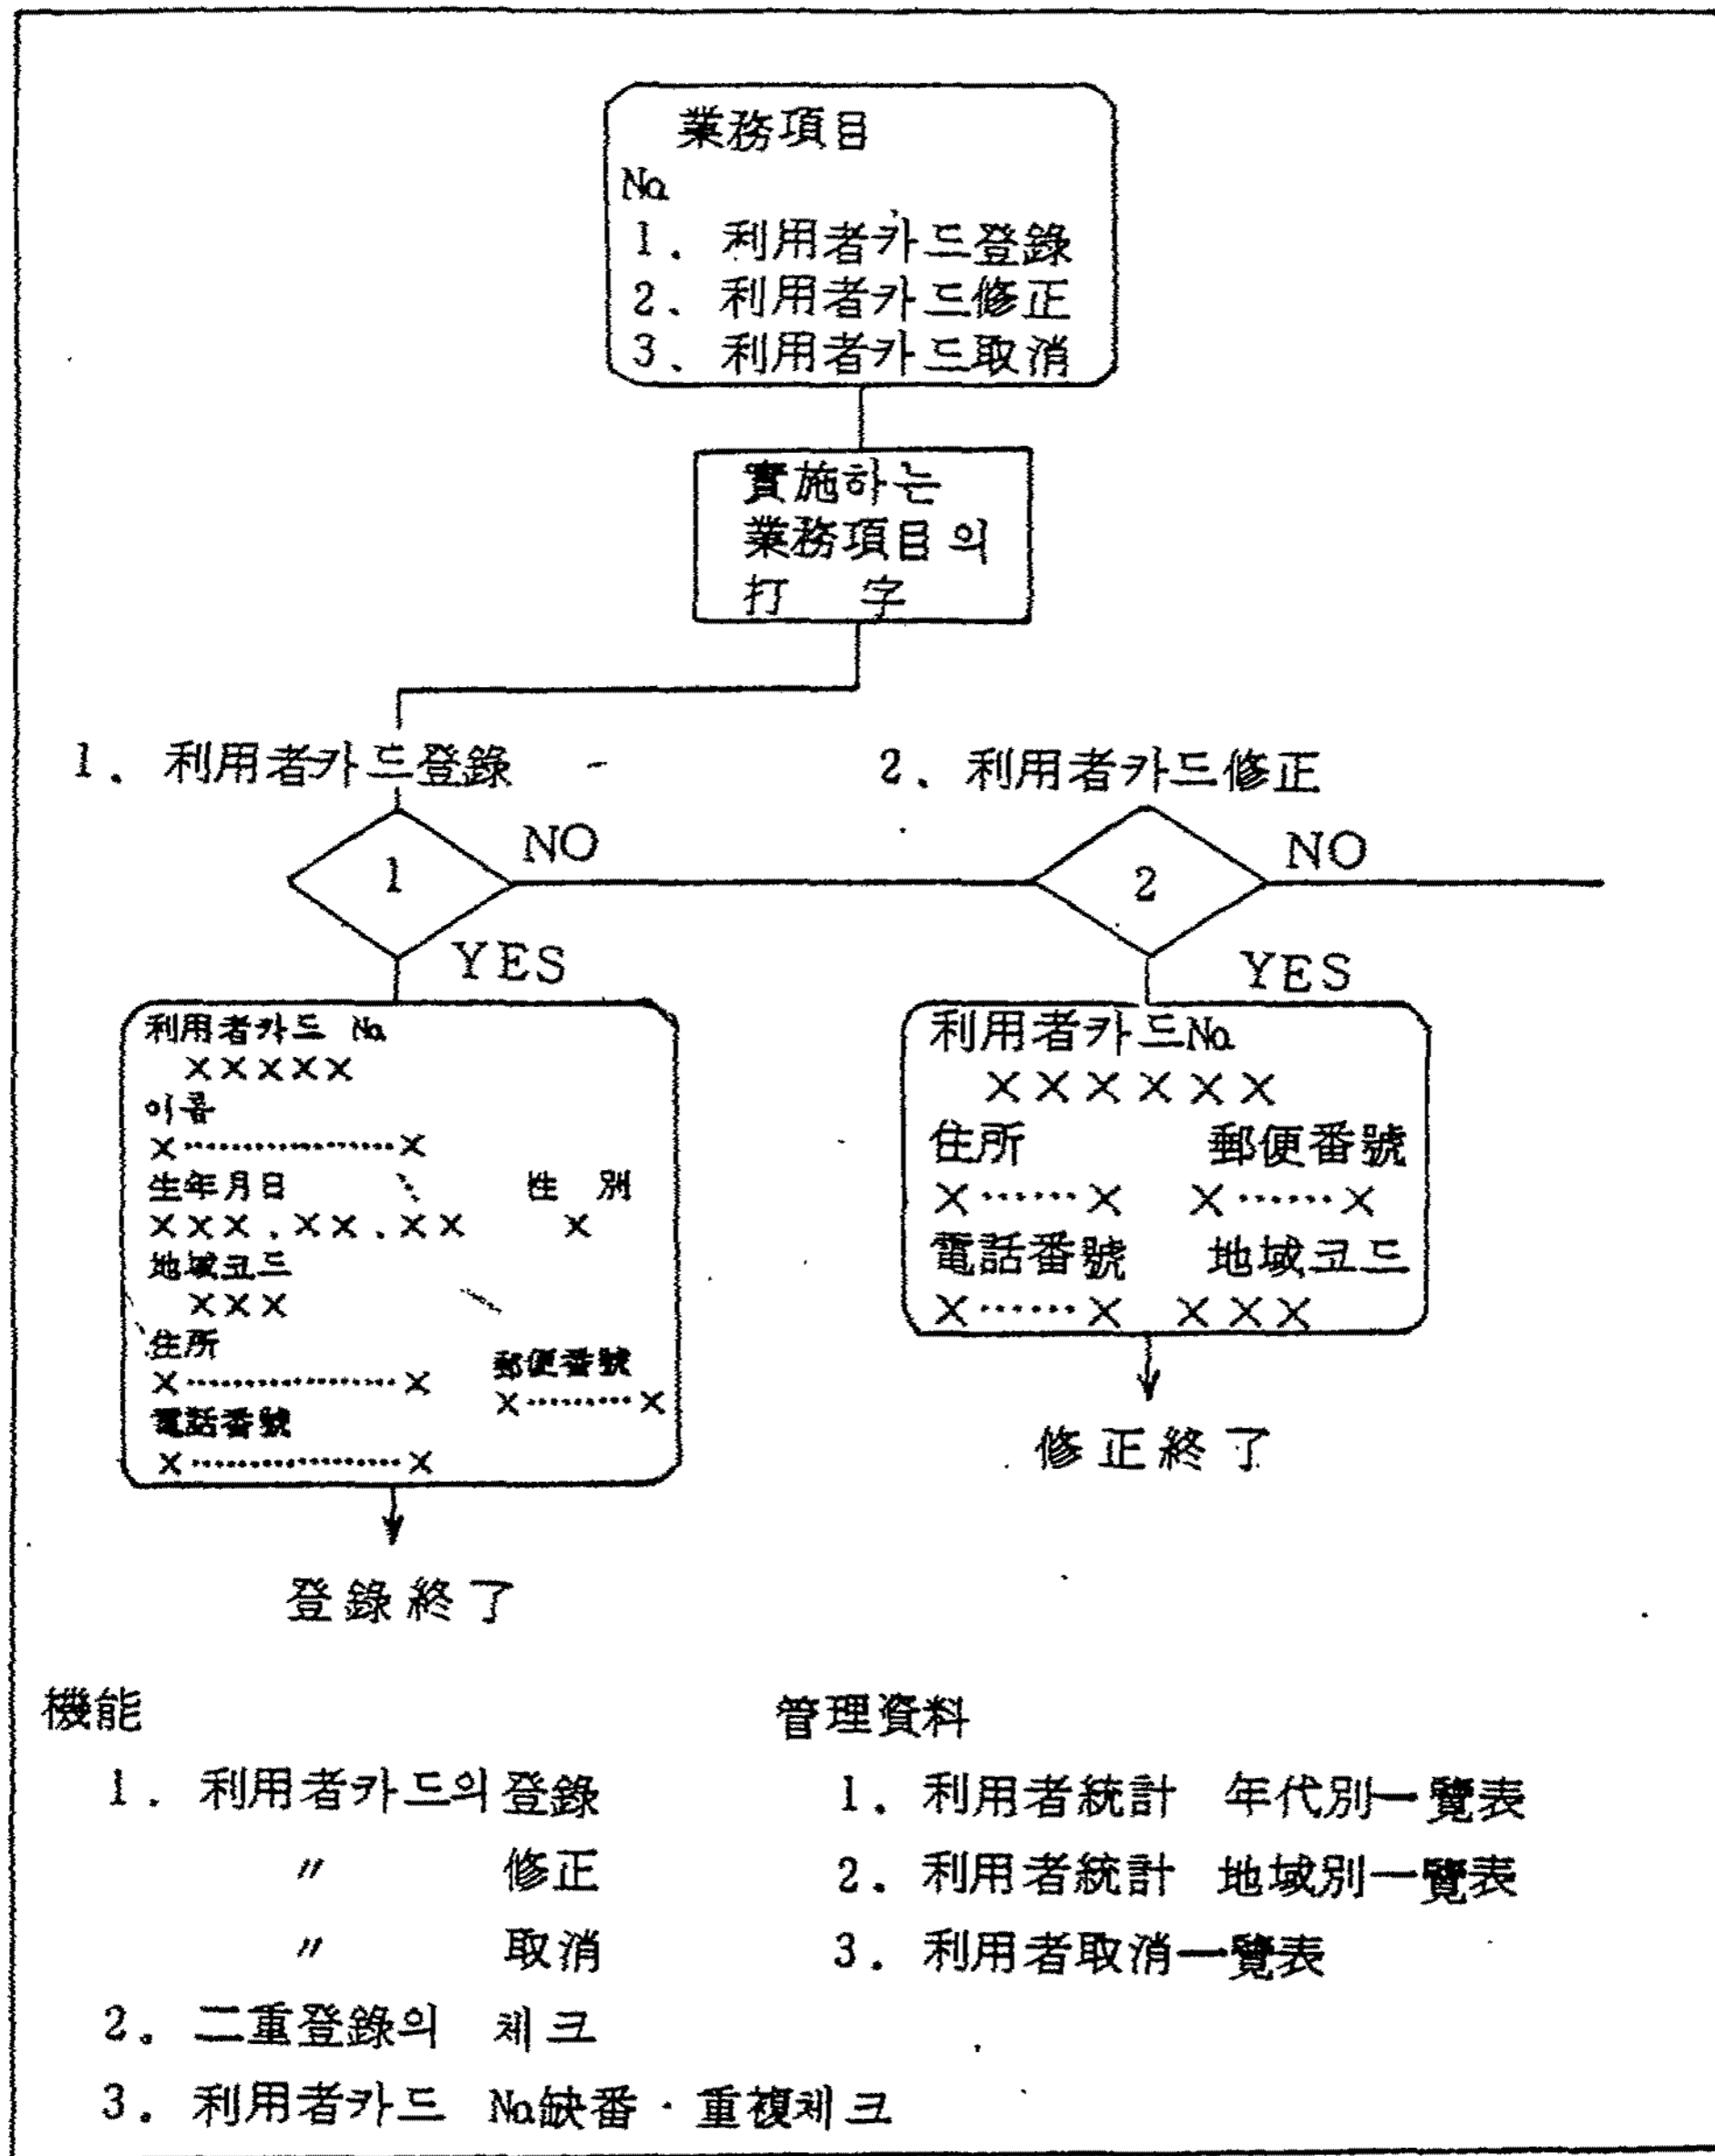 業務項目
No.
1. 利用者카드登錄
2. 利用者카드修正
3. 利用者카드取消
實施하는
業務項目의
打 字
1. 利用者카드登錄
2. 利用者카드修正
1
NO
2
NO
YES
YES
利用者카드 No.
×××××
이름
×………………×
生年月日 性 別
×××.××.×× ×
地域코드
×××
住所 郵便番號
×………………× ×………×
電話番號
×………………×
登錄終了
利用者카드No.
××××××
住所 郵便番號
×……× ×……×
電話番號 地域코드
×……× ×××
修正終了
機能
1. 利用者카드의 登錄
〃 修正
〃 取消
2. 二重登錄의 체크
3. 利用者카드 No.缺番·重複체크
管理資料
1. 利用者統計 年代別一覽表
2. 利用者統計 地域別一覽表
3. 利用者取消一覽表